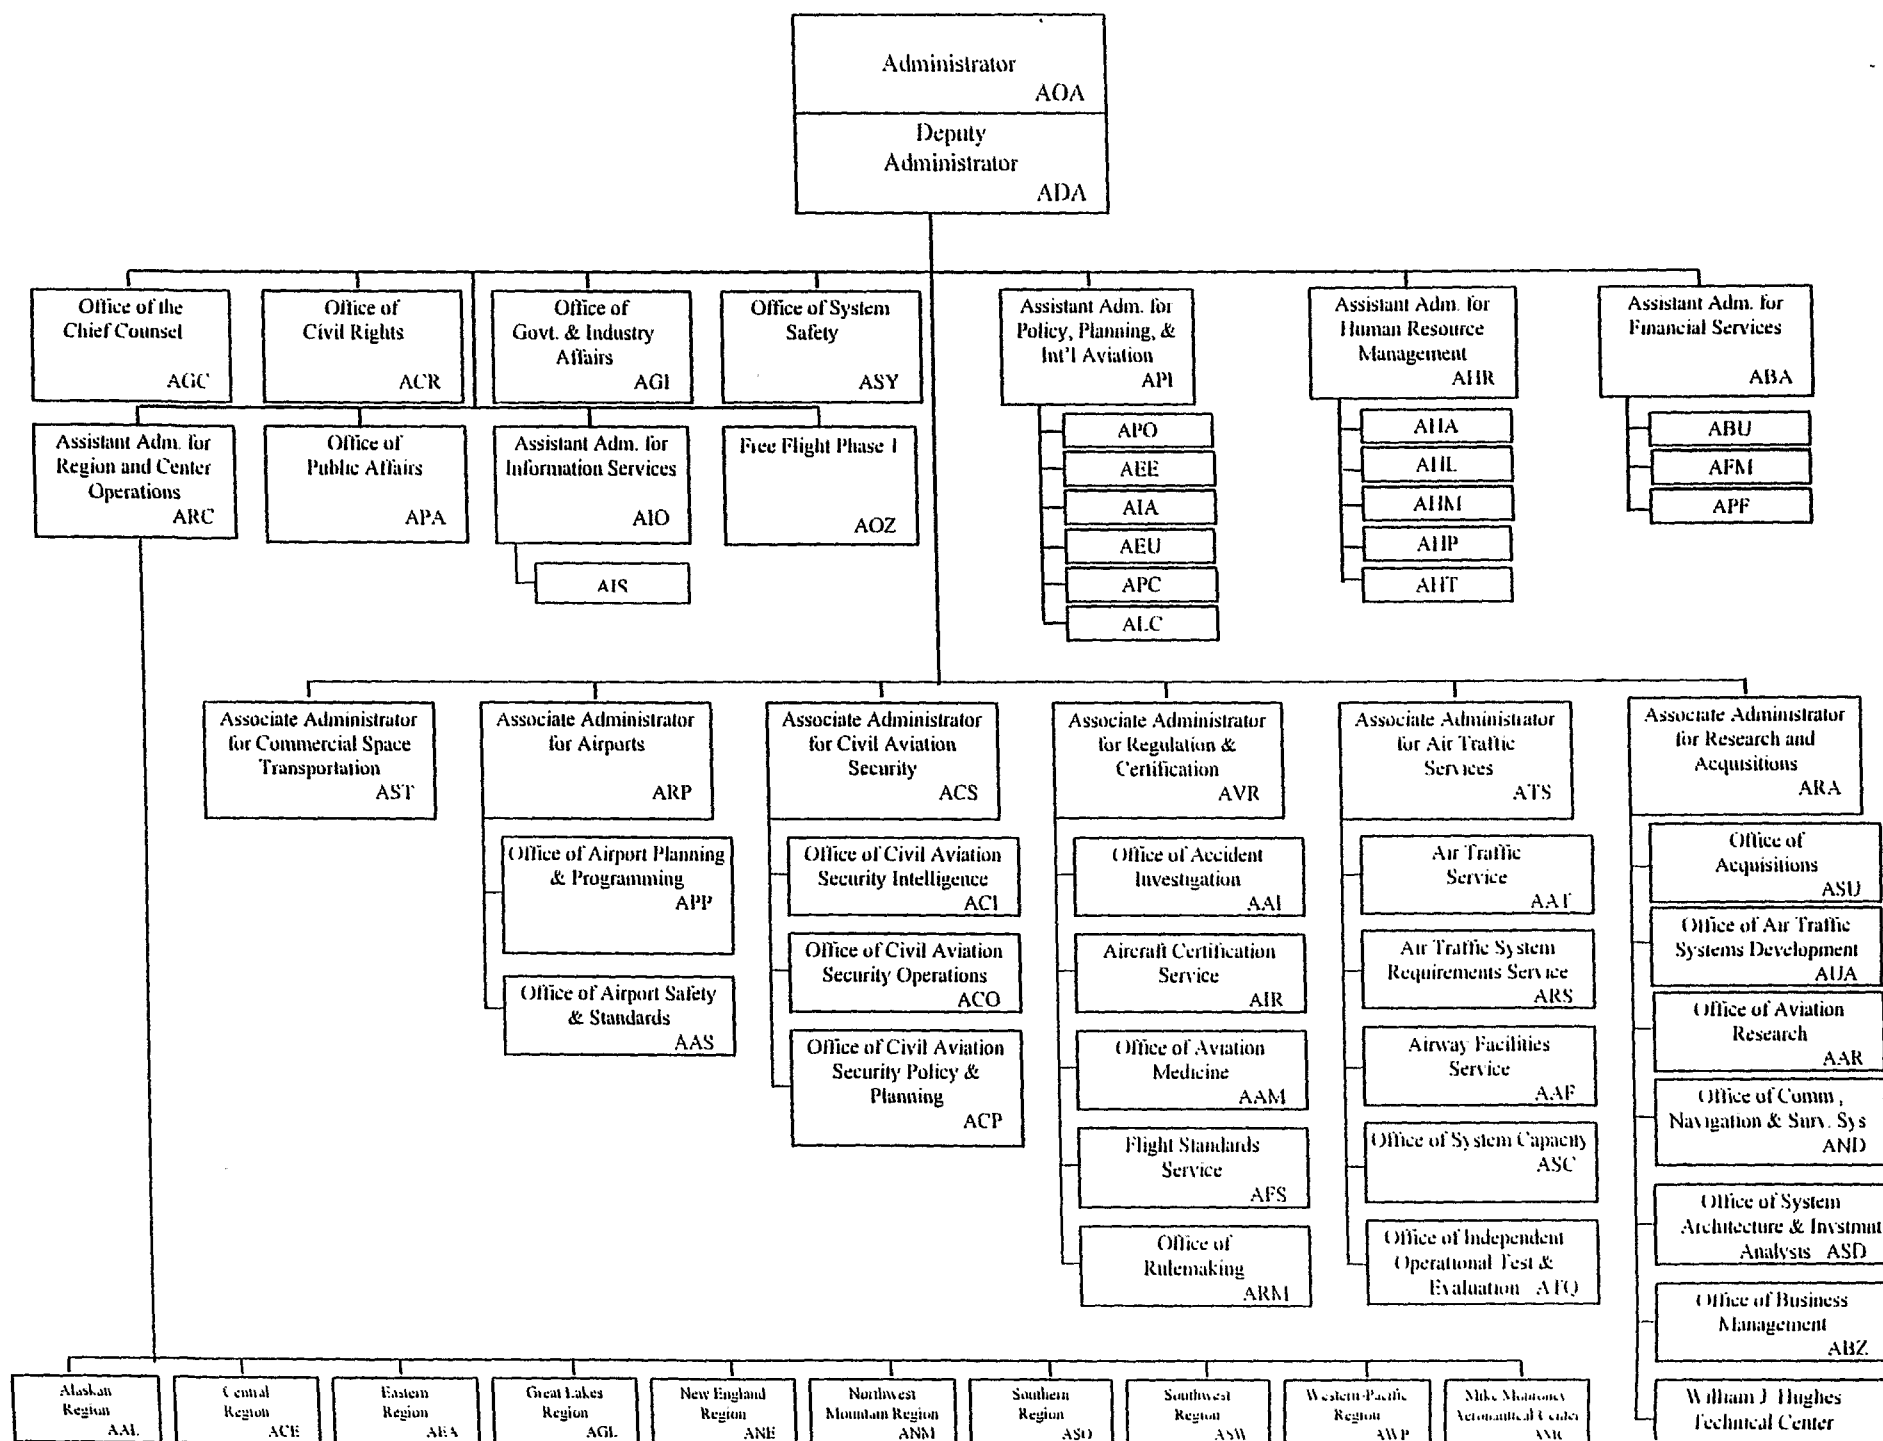 Administrator
AOA
Deputy
Administrator
ADA
Office of the
Chief Counsel
AGC
Office of
Civil Rights
ACR
Office of
Govt. & Industry
Affairs
AGI
Office of System
Safety
ASY
Assistant Adm. for
Policy, Planning, &
Int'l Aviation
API
Assistant Adm. for
Human Resource
Management
AHR
Assistant Adm. for
Financial Services
ABA
Assistant Adm. for
Region and Center
Operations
ARC
Office of
Public Affairs
APA
Assistant Adm. for
Information Services
AIO
Free Flight Phase 1
AOZ
AIS
APO
AEE
AIA
AEU
APC
ALC
AHA
AHL
AHM
AHP
AHT
ABU
AFM
APF
Associate Administrator
for Commercial Space
Transportation
AST
Associate Administrator
for Airports
ARP
Associate Administrator
for Civil Aviation
Security
ACS
Associate Administrator
for Regulation &
Certification
AVR
Associate Administrator
for Air Traffic
Services
ATS
Associate Administrator
for Research and
Acquisitions
ARA
Office of Airport Planning
& Programming
APP
Office of Airport Safety
& Standards
AAS
Office of Civil Aviation
Security Intelligence
ACI
Office of Civil Aviation
Security Operations
ACO
Office of Civil Aviation
Security Policy &
Planning
ACP
Office of Accident
Investigation
AAI
Aircraft Certification
Service
AIR
Office of Aviation
Medicine
AAM
Flight Standards
Service
AFS
Office of
Rulemaking
ARM
Air Traffic
Service
AAT
Air Traffic System
Requirements Service
ARS
Airway Facilities
Service
AAF
Office of System Capacity
ASC
Office of Independent
Operational Test &
Evaluation ATQ
Office of
Acquisitions
ASU
Office of Air Traffic
Systems Development
AUA
Office of Aviation
Research
AAR
Office of Comm ,
Navigation & Surv. Sys
AND
Office of System
Architecture & Invstmnt
Analysis ASD
Office of Business
Management
ABZ
William J Hughes
Technical Center
Alaskan
Region
AAL
Central
Region
ACE
Eastern
Region
AEA
Great Lakes
Region
AGL
New England
Region
ANE
Northwest
Mountain Region
ANM
Southern
Region
ASO
Southwest
Region
ASW
Western-Pacific
Region
AWP
Mike Monroney
Aeronautical Center
AMC